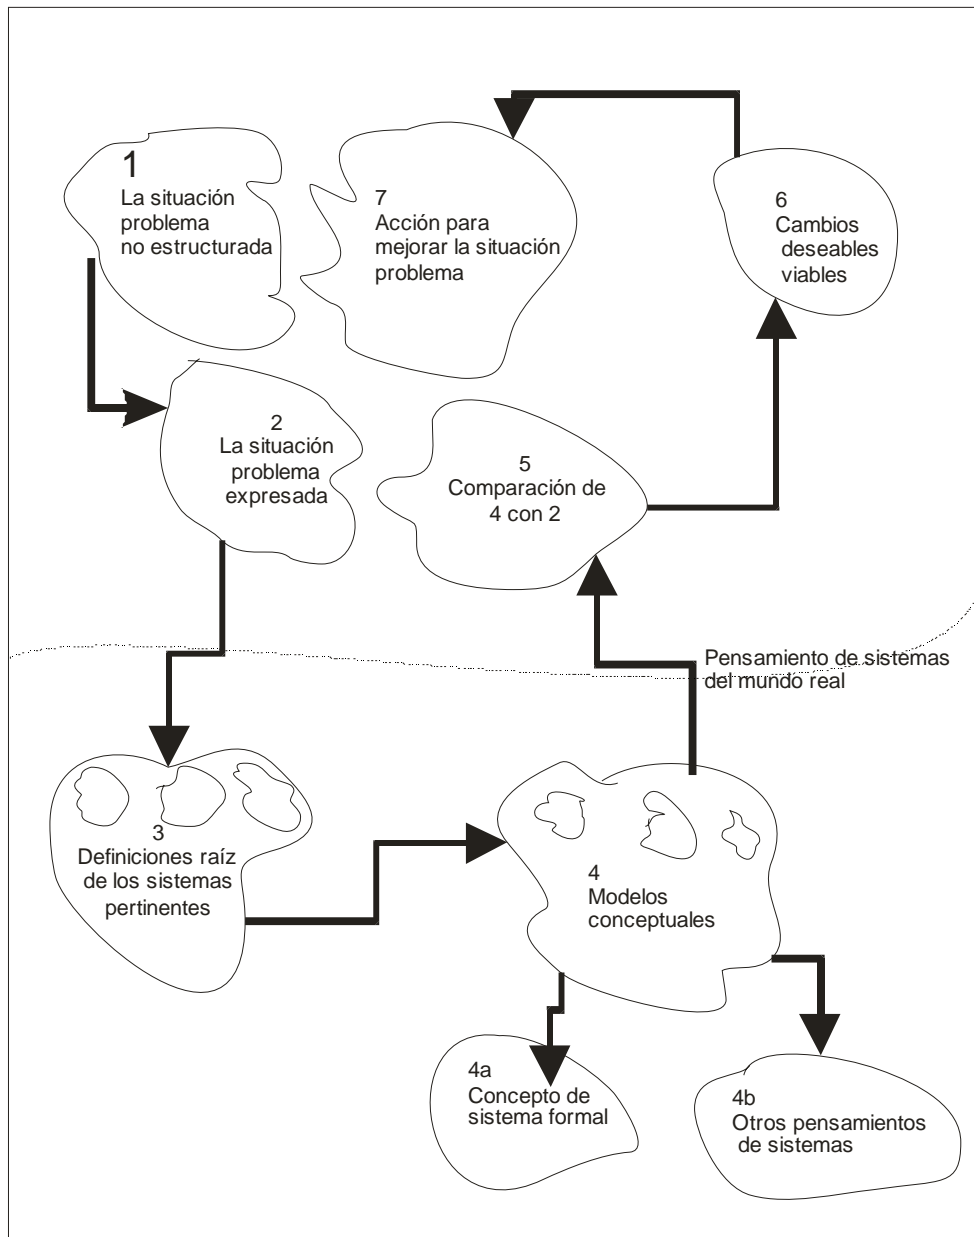 1
La situación
problema
no estructurada
7
Acción para
mejorar la situación
problema
6
Cambios
deseables
viables
2
La situación
problema
expresada
5
Comparación de
4 con 2
Pensamiento de sistemas
del mundo real
3
Definiciones raíz
de los sistemas
pertinentes
4
Modelos
conceptuales
4a
Concepto de
sistema formal
4b
Otros pensamientos
de sistemas